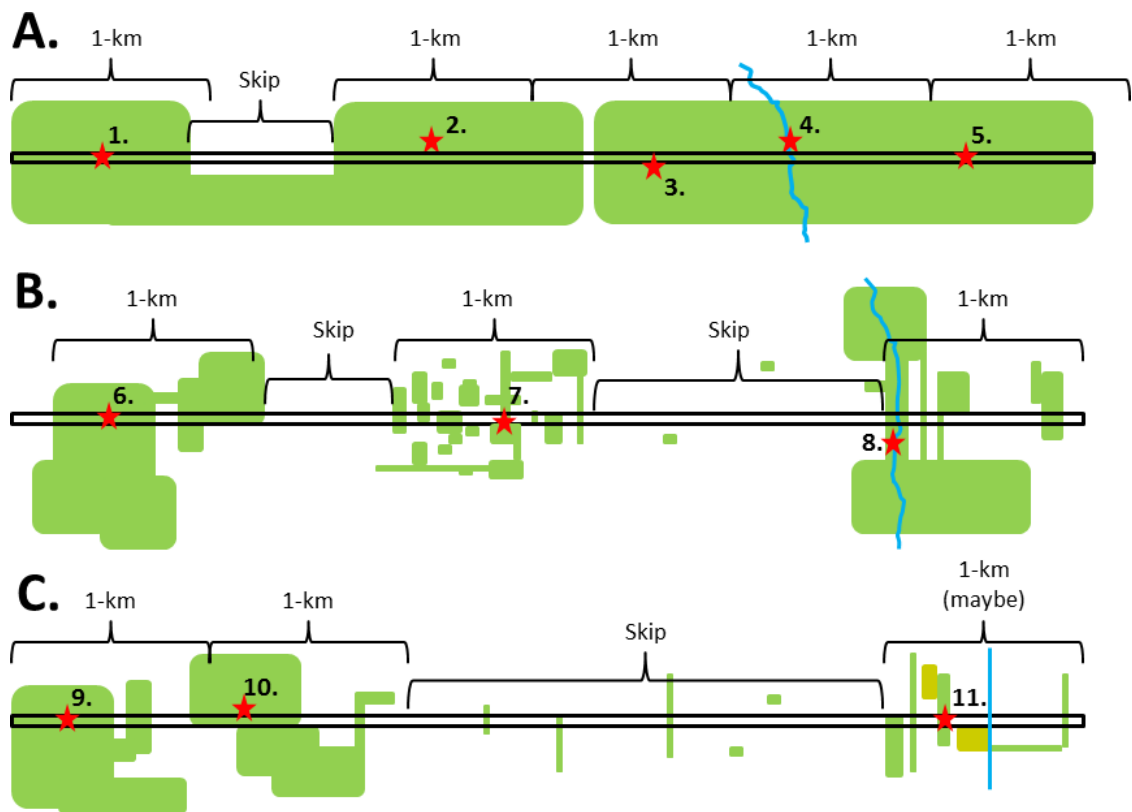 A.
1-km
Skip
1-km
1-km
1-km
1-km
1.
2.
3.
4.
5.
B.
1-km
Skip
1-km
Skip
1-km
6.
7.
8.
C.
1-km
1-km
Skip
1-km
(maybe)
9.
10.
11.